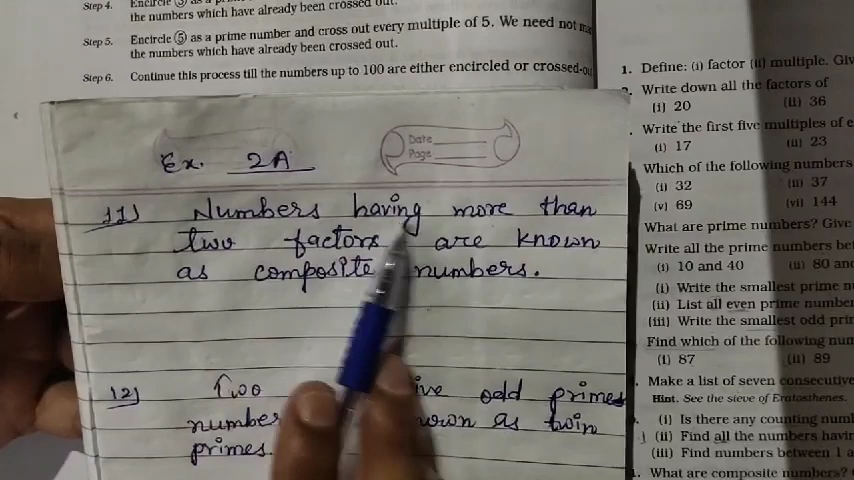 Step 4.
the numbers which have already been crossed out.
Step 5. Encircle ⑤ as a prime number and cross out every multiple of 5. We need not
the numbers which have already been crossed out.
Step 6. Continue this process till the numbers up to 100 are either encircled or crossed-out
Date
Page
Ex. 2A
11) Numbers having more than
two factors are known
as composite numbers.
12) Two odd primes
as twin
primes.
1. Define: (i) factor (ii) multiple.
Write down all the factors of
(i) 20 (ii) 36
Write the first five multiples of
(i) 17 (ii) 23
Which of the following numbers
(i) 32 (ii) 37
(v) 69 (vi) 144
What are prime numbers? Give
Write all the prime numbers
(i) 10 and 40 (ii) 80 and
(i) Write the smallest prime
(ii) List all even prime
(iii) Write the smallest odd
Find which of the following
(i) 87 (ii) 89
Make a list of seven consecutive
Hint. See the sieve of Eratosthenes.
(i) Is there any counting
(ii) Find all the numbers
(iii) Find numbers between 1
What are composite numbers?